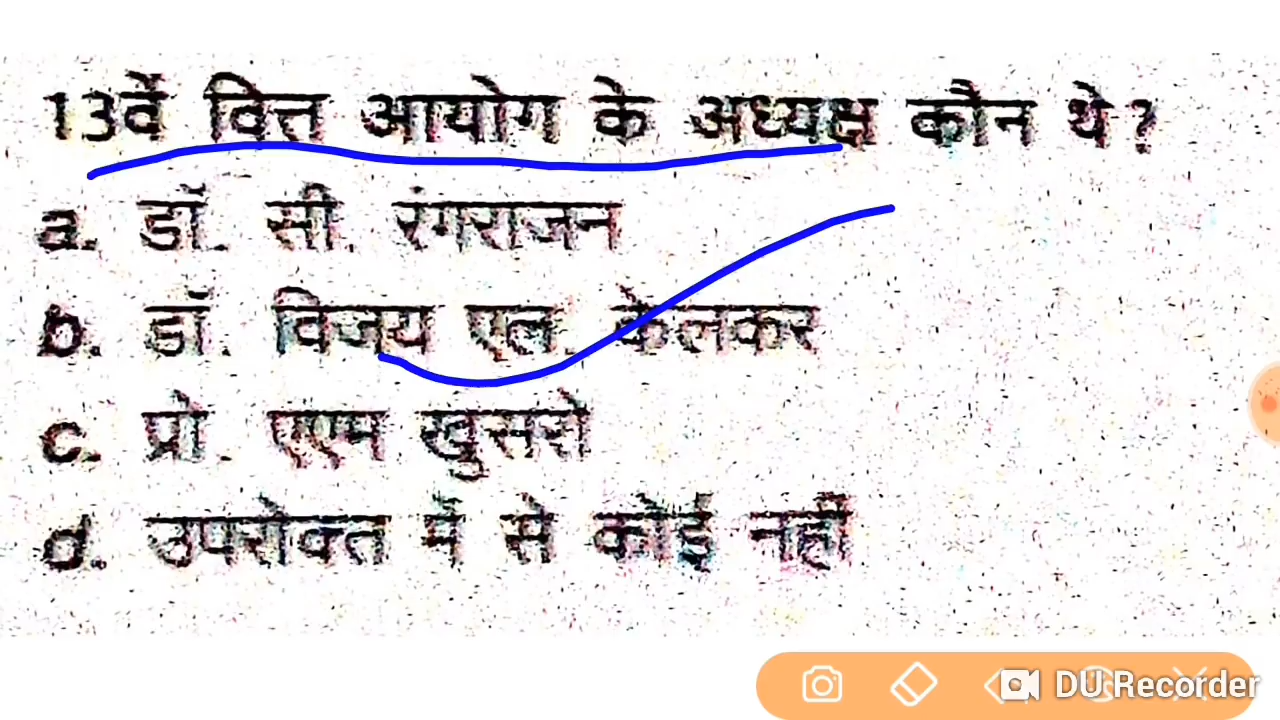 13वें वित्त आयोग के अध्यक्ष कौन थे?
a. डॉ. सी. रंगराजन
b. डॉ. विजय एल. केलकर
c. प्रो. एएम खुसरो
d. उपरोक्त में से कोई नहीं
DU Recorder